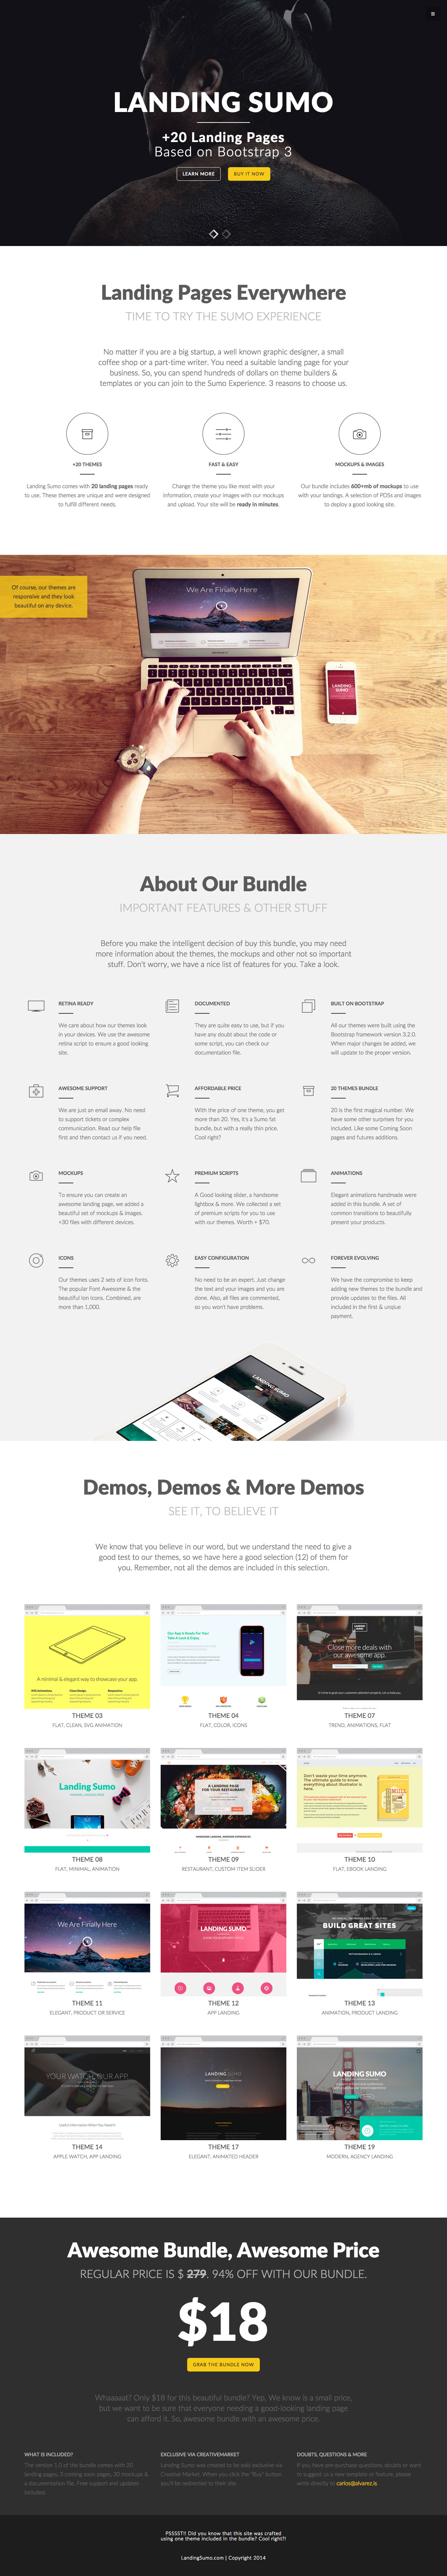 LANDING SUMO
+20 Landing Pages
Based on Bootstrap 3
LEARN MORE
BUY IT NOW
Landing Pages Everywhere
TIME TO TRY THE SUMO EXPERIENCE
No matter if you are a big startup, a well known graphic designer, a small
coffee shop or a part-time writer. You need a suitable landing page for your
business. So, you can spend hundreds of dollars on theme builders &
templates or you can join to the Sumo Experience. 3 reasons to choose us.
+20 THEMES
Landing Sumo comes with 20 landing pages ready
to use. These themes are unique and were designed
to fulfill different needs.
FAST & EASY
Change the theme you like most with your
information, create your images with our mockups
and upload. Your site will be ready in minutes.
MOCKUPS & IMAGES
Our bundle includes 600+mb of mockups to use
with your landings. A selection of PDSs and images
to deploy a good looking site.
Of course, our themes are
responsive and they look
beautiful on any device.
We Are Finally Here
LANDING
SUMO
About Our Bundle
IMPORTANT FEATURES & OTHER STUFF
Before you make the intelligent decision of buy this bundle, you may need
more information about the themes, the mockups and other not so important
stuff. Don't worry, we have a nice list of features for you. Take a look.
RETINA READY
We care about how our themes look
in your devices. We use the awesome
retina script to ensure a good looking
site.
DOCUMENTED
They are quite easy to use, but if you
have any doubt about the code or
some script, you can check our
documentation file.
BUILT ON BOOTSTRAP
All our themes were built using the
Bootstrap framework version 3.2.0.
When major changes be added, we
will update to the proper version.
AWESOME SUPPORT
We are just an email away. No need
to support tickets or complex
communication. Read our help file
first and then contact us if you need.
AFFORDABLE PRICE
With the price of one theme, you get
more than 20. Yes, it's a Sumo fat
bundle, but with a really thin price.
Cool right?
20 THEMES BUNDLE
20 is the first magical number. We
have some other surprises for you
included. Like some Coming Soon
pages and futures additions.
MOCKUPS
To ensure you can create an
awesome landing page, we added a
beautiful set of mockups & images.
+30 files with different devices.
PREMIUM SCRIPTS
A Good looking slider, a handsome
lightbox & more. We collected a set
of premium scripts for you to use
with our themes. Worth + $70.
ANIMATIONS
Elegant animations handmade were
added in this bundle. A set of
common transitions to beautifully
present your products.
ICONS
Our themes uses 2 sets of icon fonts.
The popular Font Awesome & the
beautiful Ion Icons. Combined, are
more than 1,000.
EASY CONFIGURATION
No need to be an expert. Just change
the text and your images and you are
done. Also, all files are commented,
so you won't have problems.
FOREVER EVOLVING
We have the compromise to keep
adding new themes to the bundle and
provide updates to the files. All
included in the first & unqiue
payment.
LANDING SUMO
Demos, Demos & More Demos
SEE IT, TO BELIEVE IT
We know that you believe in our word, but we understand the need to give a
good test to our themes, so we have here a good selection (12) of them for
you. Remember, not all the demos are included in this selection.
A minimal & elegant way to showcase your app.
THEME 03
FLAT, CLEAN, SVG ANIMATION
THEME 04
FLAT, COLOR, ICONS
Close more deals with
our awesome app.
THEME 07
TREND, ANIMATIONS, FLAT
Landing Sumo
THEME 08
FLAT, MINIMAL, ANIMATION
A LANDING PAGE
FOR YOUR RESTAURANT
THEME 09
RESTAURANT, CUSTOM ITEM SLIDER
Don't waste your time anymore.
The ultimate guide to know
everything about illustrator is
here.
THEME 10
FLAT, EBOOK LANDING
We Are Finally Here
THEME 11
ELEGANT, PRODUCT OR SERVICE
LANDING SUMO
THEME 12
APP LANDING
BUILD GREAT SITES
THEME 13
ANIMATION, PRODUCT LANDING
YOUR WATCH, OUR APP
Useful Information When You Need It
THEME 14
APPLE WATCH, APP LANDING
LANDING SUMO
THEME 17
ELEGANT, ANIMATED HEADER
LANDING SUMO
THEME 19
MODERN, AGENCY LANDING
Awesome Bundle, Awesome Price
REGULAR PRICE IS $ 279. 94% OFF WITH OUR BUNDLE.
$18
GRAB THE BUNDLE NOW
Whaaaaat? Only $18 for this beautiful bundle? Yep. We know is a small price,
but we want to be sure that everyone needing a good-looking landing page
can afford it. So, awesome bundle with an awesome price.
WHAT IS INCLUDED?
The version 1.0 of the bundle comes with 20
landing pages, 3 coming soon pages, 30 mockups &
a documentation file. Free support and updates
included.
EXCLUSIVE VIA CREATIVEMARKET
Landing Sumo was created to be sold exclusive via
Creative Market. When you click the "Buy" button
you'll be redirected to their site.
DOUBTS, QUESTIONS & MORE
If you have pre-purchase questions, doubts or want
to suggest us a new template or feature, please
write directly to carlos@alvarez.is.
PSSSST!! Did you know that this site was crafted
using one theme included in the bundle? Cool right?!
LandingSumo.com | Copyright 2014